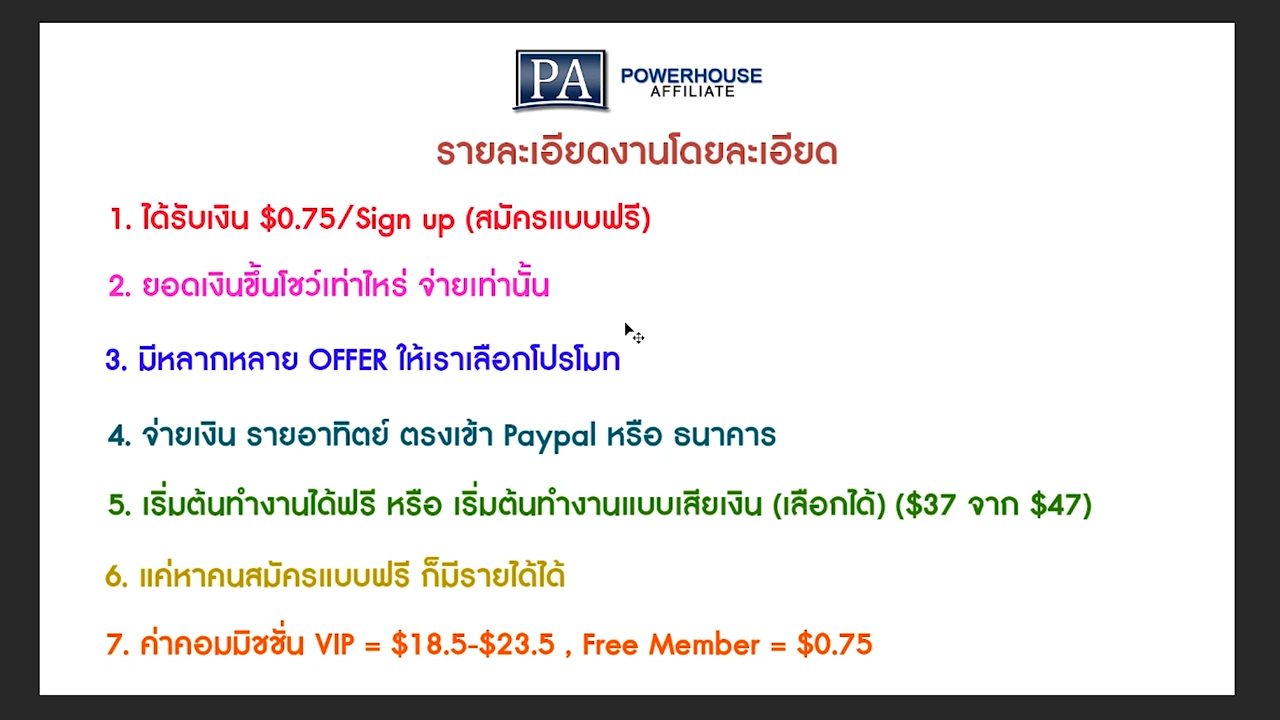 PA
POWERHOUSE
AFFILIATE
รายละเอียดงานโดยละเอียด
1. ได้รับเงิน $0.75/Sign up (สมัครแบบฟรี)
2. ยอดเงินขึ้นโชว์เท่าไหร่ จ่ายเท่านั้น
3. มีหลากหลาย OFFER ให้เราเลือกโปรโมท
4. จ่ายเงิน รายอาทิตย์ ตรงเข้า Paypal หรือ ธนาคาร
5. เริ่มต้นทำงานได้ฟรี หรือ เริ่มต้นทำงานแบบเสียเงิน (เลือกได้) ($37 จาก $47)
6. แค่หาคนสมัครแบบฟรี ก็มีรายได้ได้
7. ค่าคอมมิชชั่น VIP = $18.5-$23.5 , Free Member = $0.75